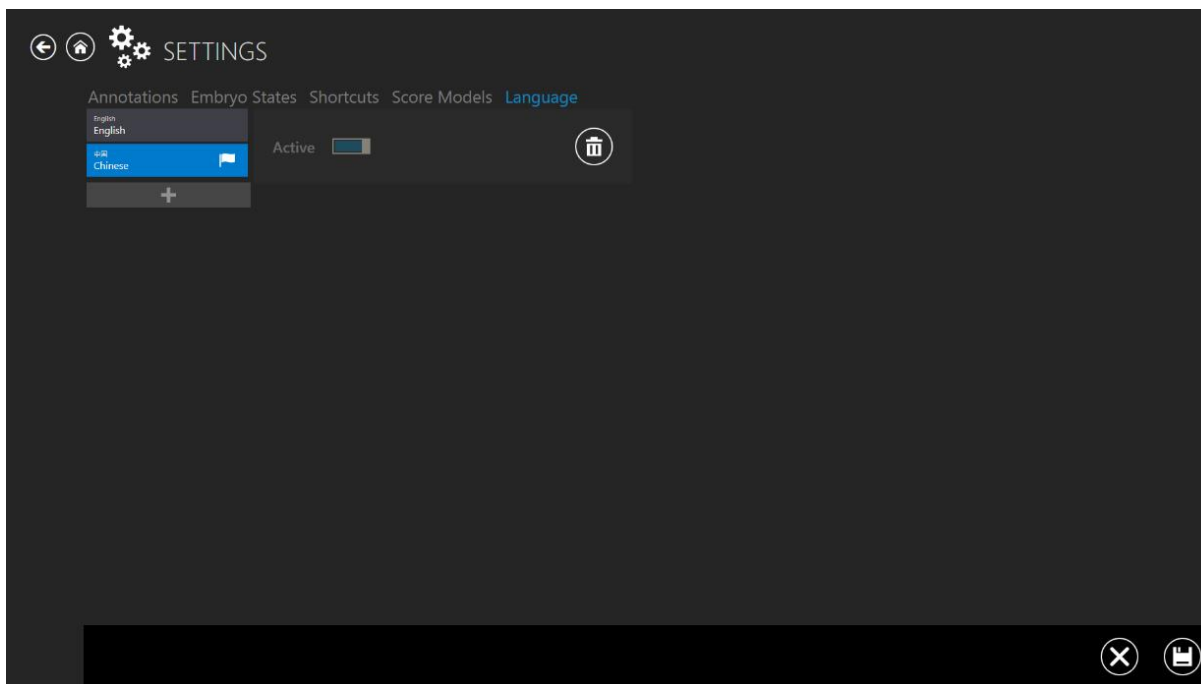 SETTINGS
Annotations Embryo States Shortcuts Score Models Language
English
English
Active
中国
Chinese